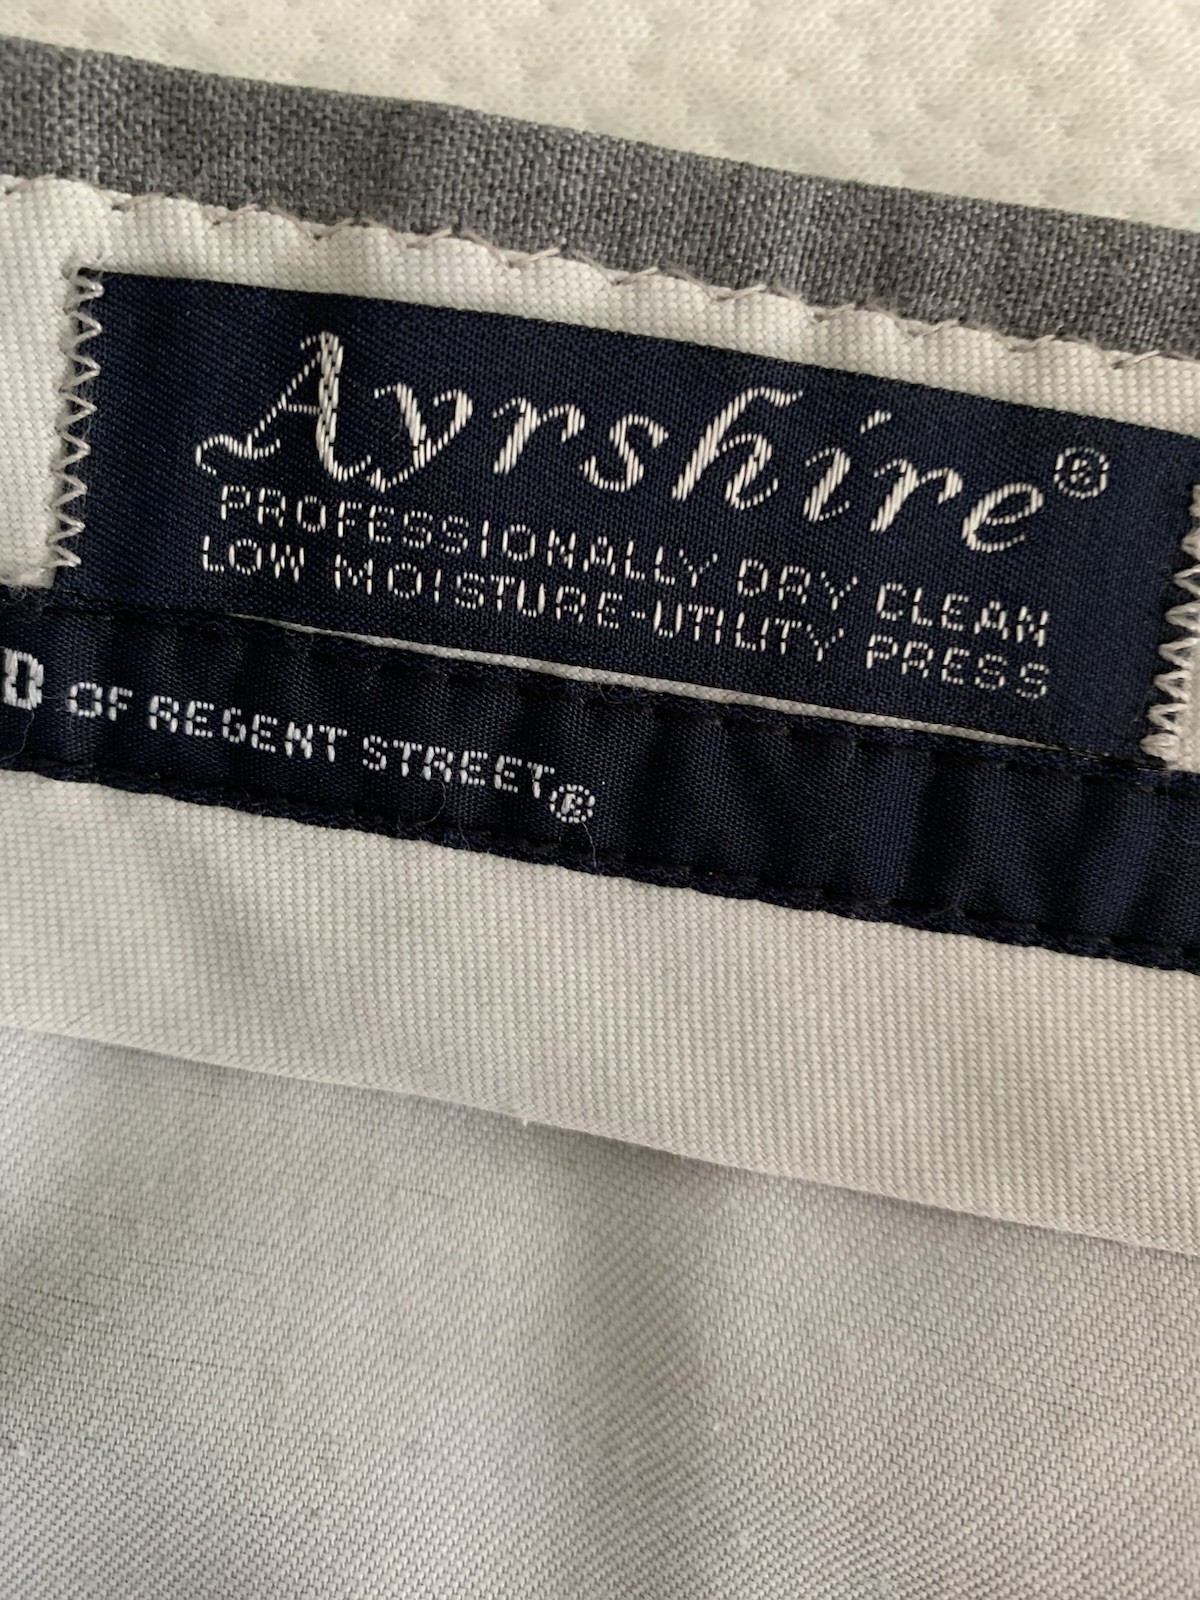 Ayrshire®
PROFESSIONALLY DRY CLEAN
LOW MOISTURE-UTILITY PRESS
D OF REGENT STREET®